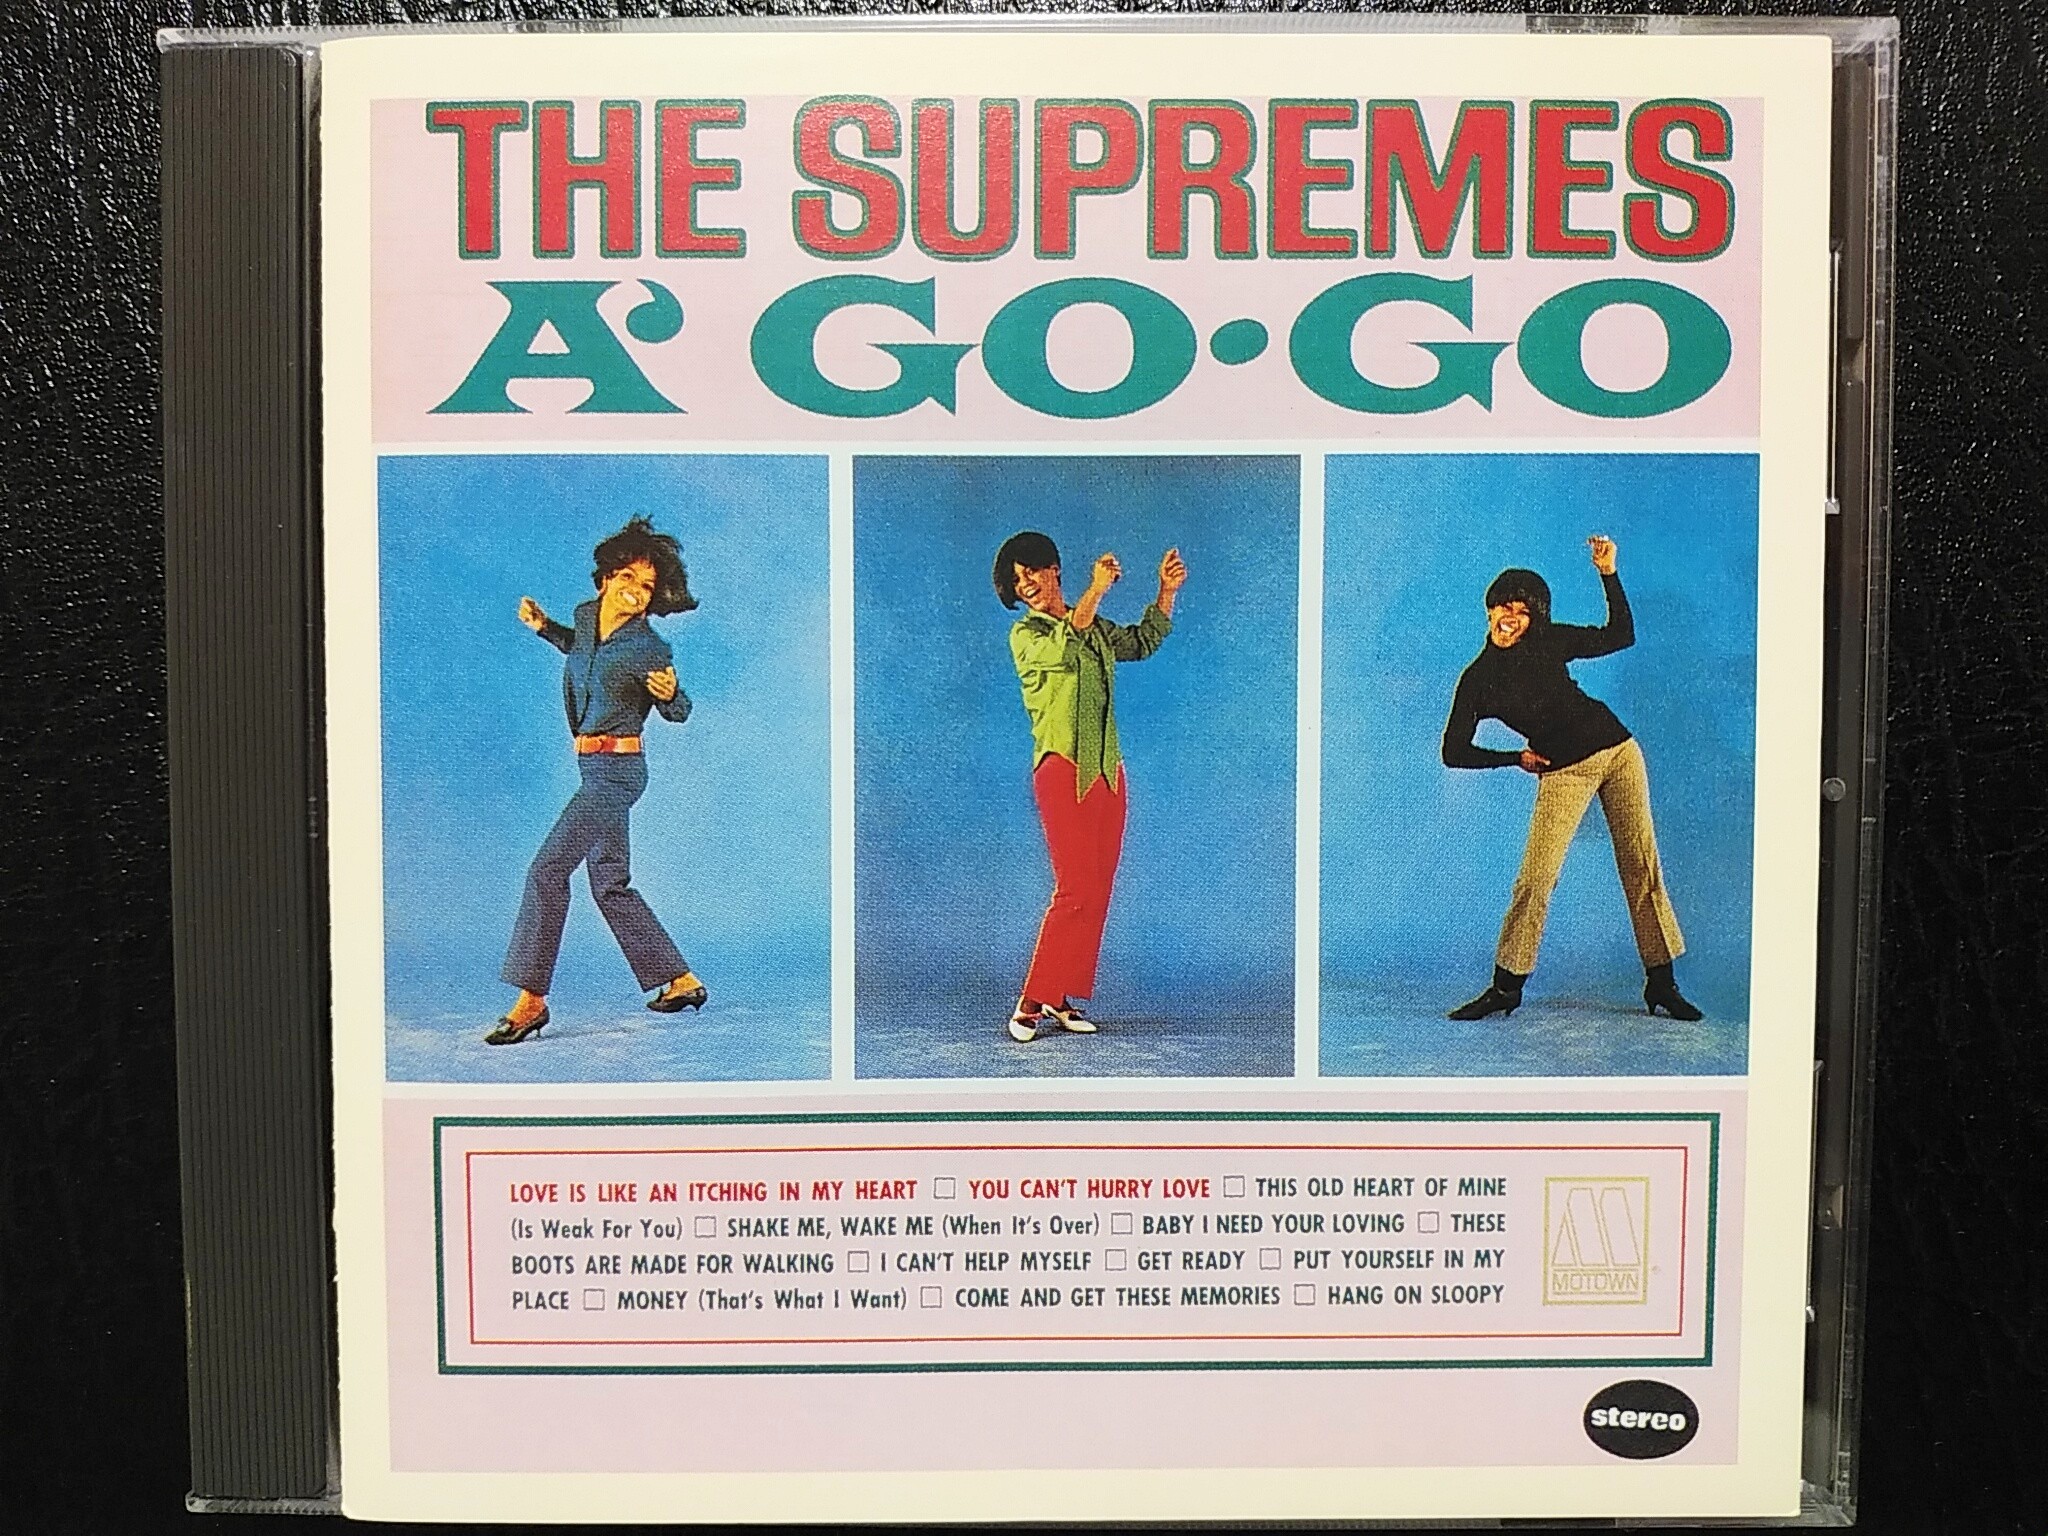 THE SUPREMES
A' GO·GO
LOVE IS LIKE AN ITCHING IN MY HEART □ YOU CAN'T HURRY LOVE □ THIS OLD HEART OF MINE
(Is Weak For You) □ SHAKE ME, WAKE ME (When It's Over) □ BABY I NEED YOUR LOVING □ THESE
BOOTS ARE MADE FOR WALKING □ I CAN'T HELP MYSELF □ GET READY □ PUT YOURSELF IN MY
PLACE □ MONEY (That's What I Want) □ COME AND GET THESE MEMORIES □ HANG ON SLOOPY
M
MOTOWN®
stereo